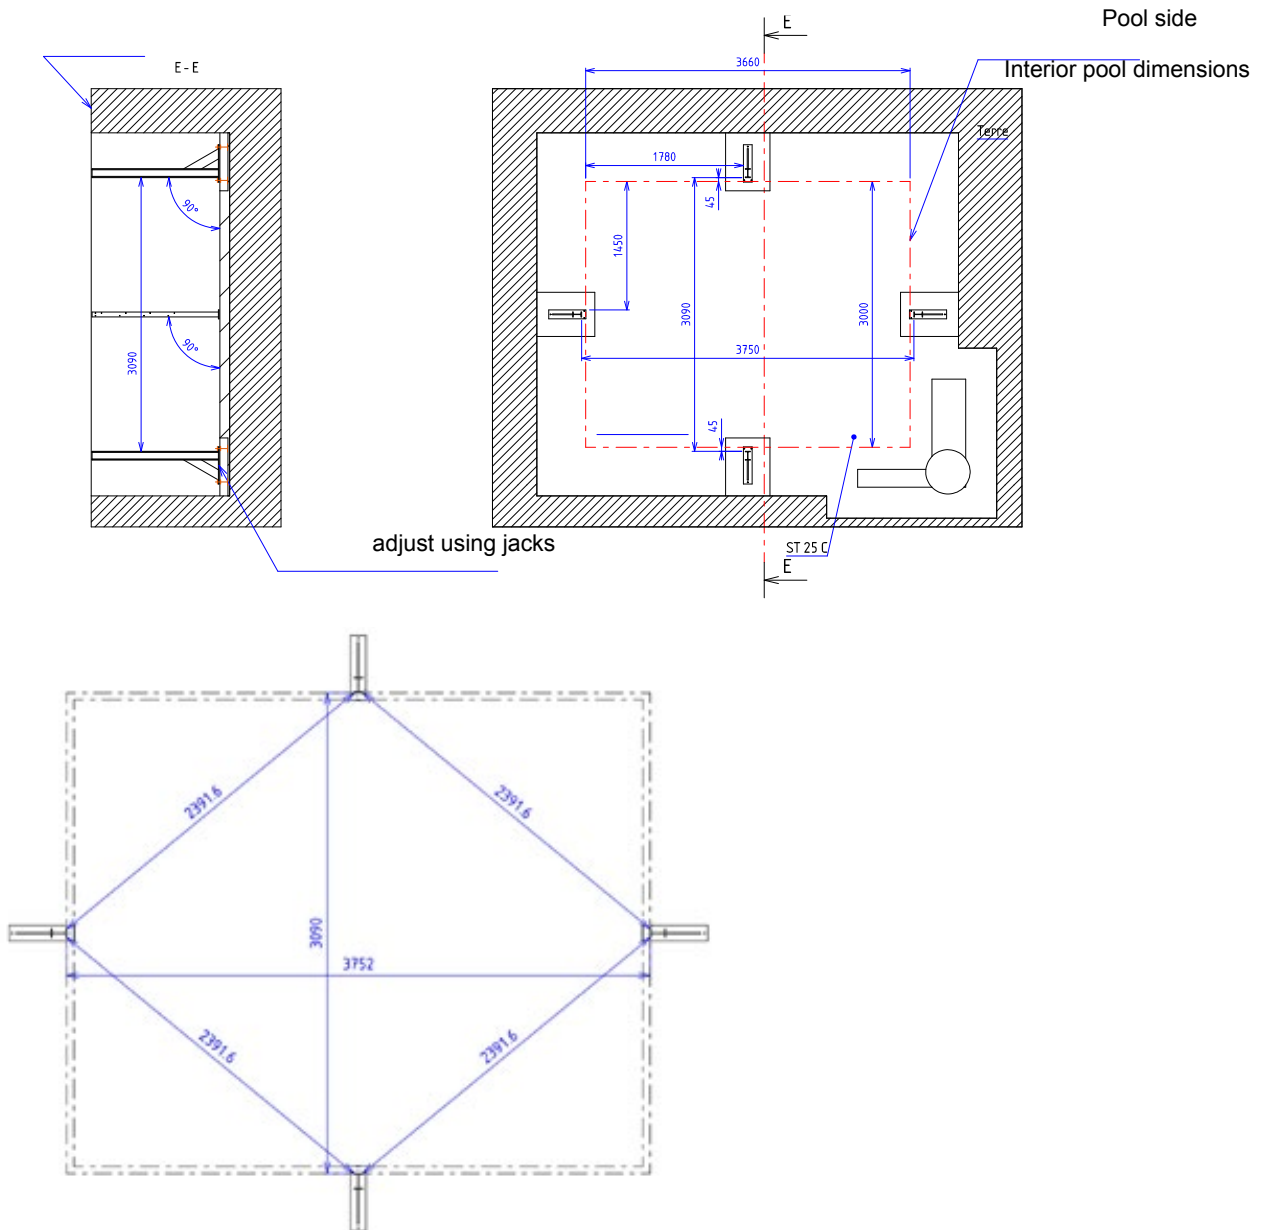 Pool side
E
E-E
3660
Interior pool dimensions
Terre
1780
45
90°
1450
3090
3000
90°
3090
3750
45
adjust using jacks
ST 25 C
E
2391.6
2391.6
3090
3752
2391.6
2391.6